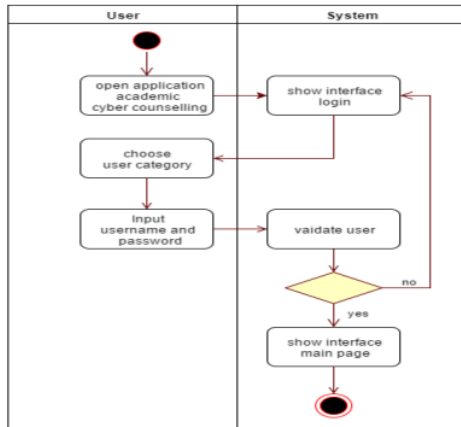 User
System
open application
academic
cyber counselling
show interface
login
choose
user category
Input
username and
password
vaidate user
no
yes
show interface
main page